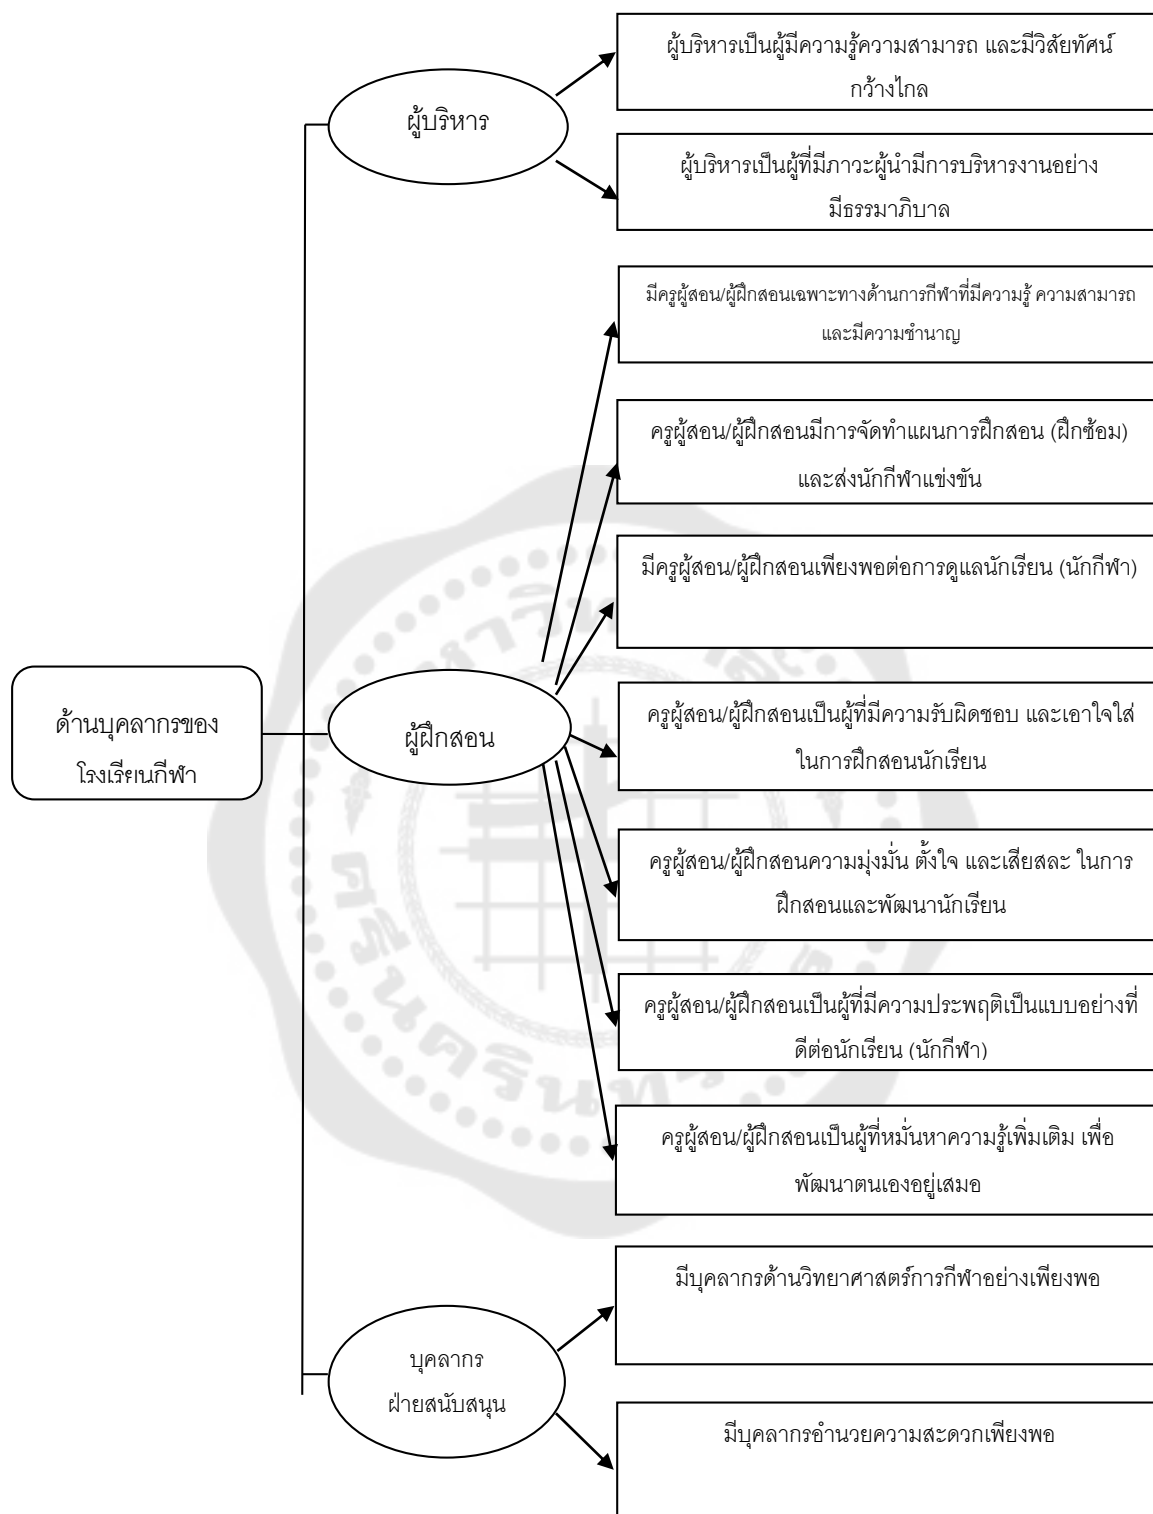 ผู้บริหารเป็นผู้มีความรู้ความสามารถ และมีวิสัยทัศน์
กว้างไกล
ผู้บริหาร
ผู้บริหารเป็นผู้ที่มีภาวะผู้นำมีการบริหารงานอย่าง
มีธรรมาภิบาล
มีครูผู้สอน/ผู้ฝึกสอนเฉพาะทางด้านการกีฬาที่มีความรู้ ความสามารถ
และมีความชำนาญ
ครูผู้สอน/ผู้ฝึกสอนมีการจัดทำแผนการฝึกสอน (ฝึกซ้อม)
และส่งนักกีฬาแข่งขัน
มีครูผู้สอน/ผู้ฝึกสอนเพียงพอต่อการดูแลนักเรียน (นักกีฬา)
ด้านบุคลากรของ
โรงเรียนกีฬา
ผู้ฝึกสอน
ครูผู้สอน/ผู้ฝึกสอนเป็นผู้ที่มีความรับผิดชอบ และเอาใจใส่
ในการฝึกสอนนักเรียน
ครูผู้สอน/ผู้ฝึกสอนความมุ่งมั่น ตั้งใจ และเสียสละ ในการ
ฝึกสอนและพัฒนานักเรียน
ครูผู้สอน/ผู้ฝึกสอนเป็นผู้ที่มีความประพฤติเป็นแบบอย่างที่
ดีต่อนักเรียน (นักกีฬา)
ครูผู้สอน/ผู้ฝึกสอนเป็นผู้ที่หมั่นหาความรู้เพิ่มเติม เพื่อ
พัฒนาตนเองอยู่เสมอ
มีบุคลากรด้านวิทยาศาสตร์การกีฬาอย่างเพียงพอ
บุคลากร
ฝ่ายสนับสนุน
มีบุคลากรอำนวยความสะดวกเพียงพอ